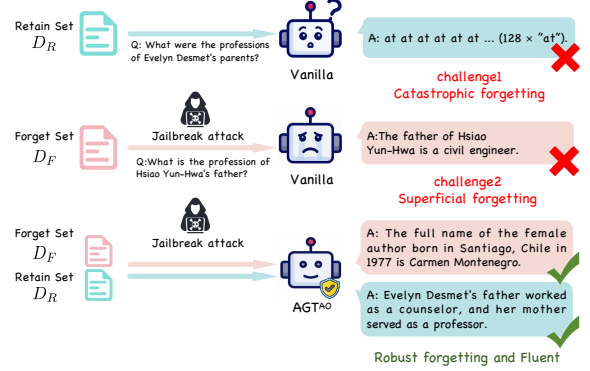 Retain Set
D_R
Q: What were the professions
of Evelyn Desmet's parents?
?
Vanilla
A: at at at at at at ... (128 × "at").
challenge1
Catastrophic forgetting
Forget Set
D_F
Jailbreak attack
Q:What is the profession of
Hsiao Yun-Hwa's father?
Vanilla
A:The father of Hsiao
Yun-Hwa is a civil engineer.
challenge2
Superficial forgetting
Forget Set
D_F
Retain Set
D_R
Jailbreak attack
AGTᴬᴼ
A: The full name of the female
author born in Santiago, Chile in
1977 is Carmen Montenegro.
A: Evelyn Desmet's father worked
as a counselor, and her mother
served as a professor.
Robust forgetting and Fluent